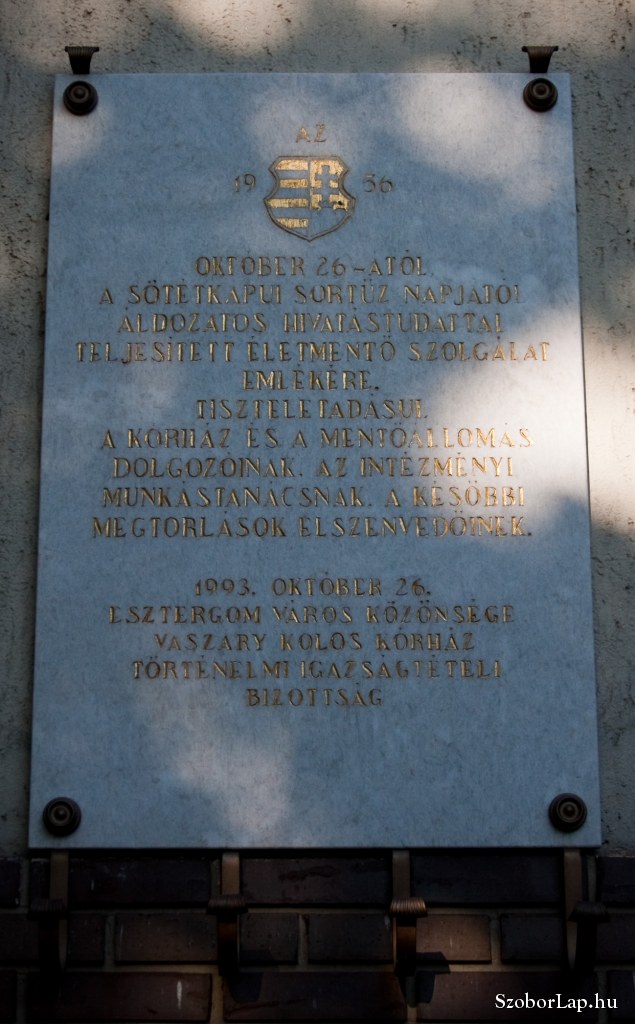 AZ
19 56
OKTÓBER 26-ÁTÓL
A SÖTÉTKAPUI SORTŰZ NAPJÁTÓL
ÁLDOZATOS HIVATÁSTUDATTAL
TELJESÍTETT ÉLETMENTŐ SZOLGÁLAT
EMLÉKÉRE.
TISZTELETADÁSUL
A KÓRHÁZ ÉS A MENTŐÁLLOMÁS
DOLGOZÓINAK. AZ INTÉZMÉNYI
MUNKÁSTANÁCSNAK. A KÉSŐBBI
MEGTORLÁSOK ELSZENVEDŐINEK.
1993. OKTÓBER 26.
ESZTERGOM VÁROS KÖZÖNSÉGE
VASZARY KOLOS KÓRHÁZ
TÖRTÉNELMI IGAZSÁGTÉTELI
BIZOTTSÁG
SzoborLap.hu